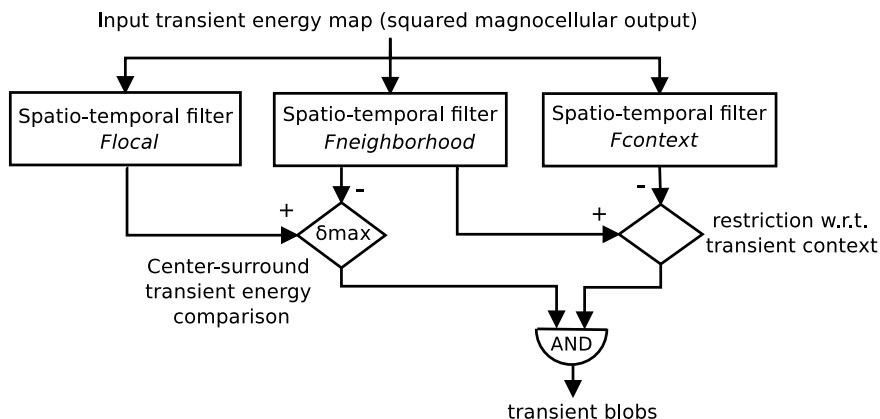 Input transient energy map (squared magnocellular output)
Spatio-temporal filter
Flocal
Spatio-temporal filter
Fneighborhood
Spatio-temporal filter
Fcontext
-
-
+
+
δmax
restriction w.r.t.
transient context
Center-surround
transient energy
comparison
AND
transient blobs